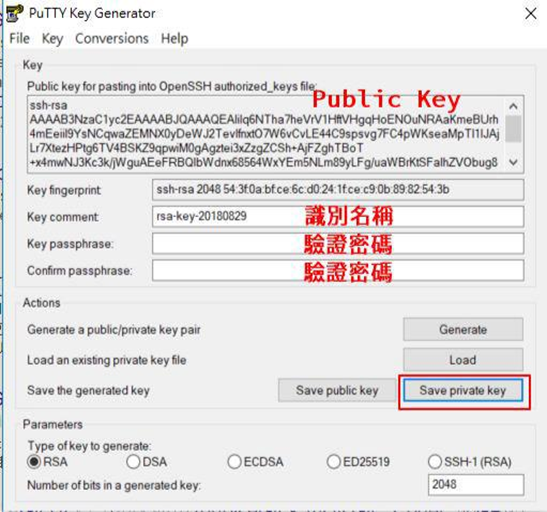 PuTTY Key Generator
File Key Conversions Help
Key
Public key for pasting into OpenSSH authorized_keys file:
Public Key
ssh-rsa
AAAAB3NzaC1yc2EAAAABJQAAAQEAlilq6NTha7heVrV1HftVHgqHoENOuNRAaKmeBUrh
4mEeiil9YsNCqwaZEMNX0yDeWJ2TevlfnxtO7W6vCvLE44C9spsvg7FC4pWKseaMpTI1IJAj
Lr7XtezHPtg6TV4BSKZ9qpwiM0gAgztei3xZzgZCSh+AjFZghTBoT
+x4mwNJ3Kc3k/jWguAEeFRBQIbWdnx68564WxYEm5NLm89yLFg/uaWBrKtSFaIhZVObug8
Key fingerprint: ssh-rsa 2048 54:3f:0a:bf:ce:6c:d0:24:1f:ce:c9:0b:89:82:54:3b
Key comment: rsa-key-20180829 識別名稱
Key passphrase: 驗證密碼
Confirm passphrase: 驗證密碼
Actions
Generate a public/private key pair Generate
Load an existing private key file Load
Save the generated key Save public key Save private key
Parameters
Type of key to generate:
RSA DSA ECDSA ED25519 SSH-1 (RSA)
Number of bits in a generated key: 2048